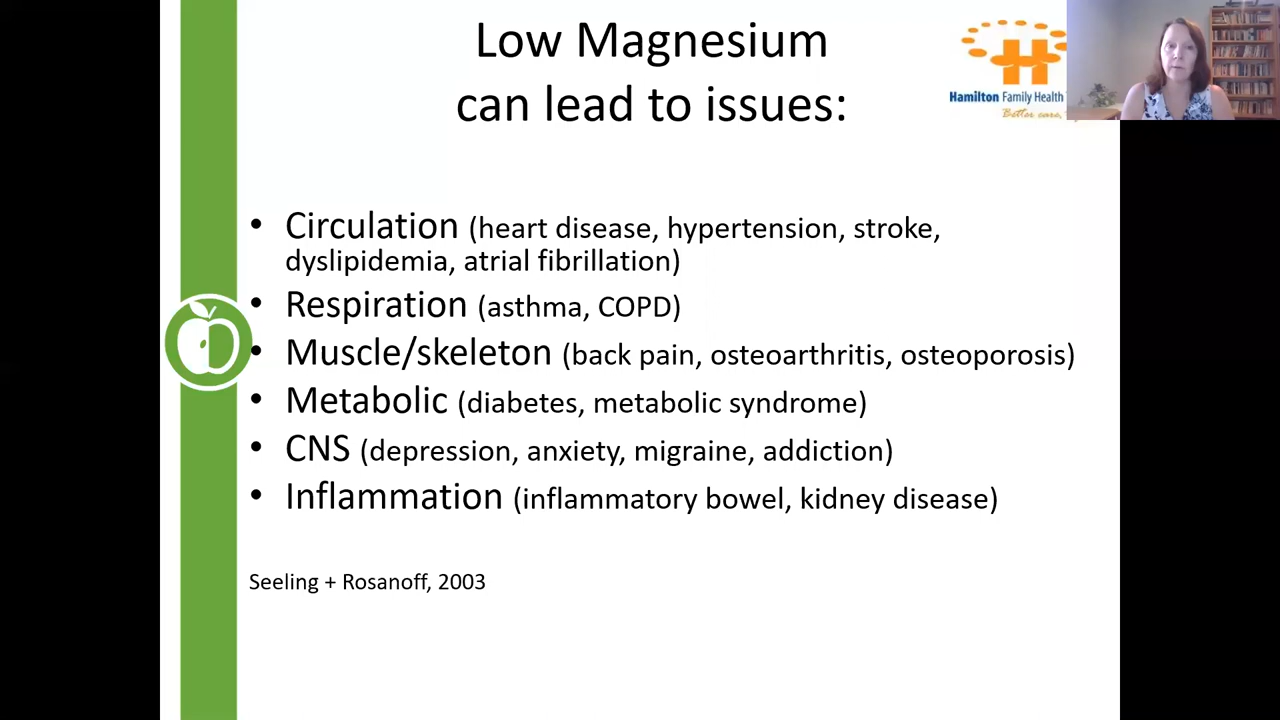 Low Magnesium
can lead to issues:
Hamilton Family Health
Better care,
• Circulation (heart disease, hypertension, stroke,
dyslipidemia, atrial fibrillation)
• Respiration (asthma, COPD)
• Muscle/skeleton (back pain, osteoarthritis, osteoporosis)
• Metabolic (diabetes, metabolic syndrome)
• CNS (depression, anxiety, migraine, addiction)
• Inflammation (inflammatory bowel, kidney disease)
Seeling + Rosanoff, 2003